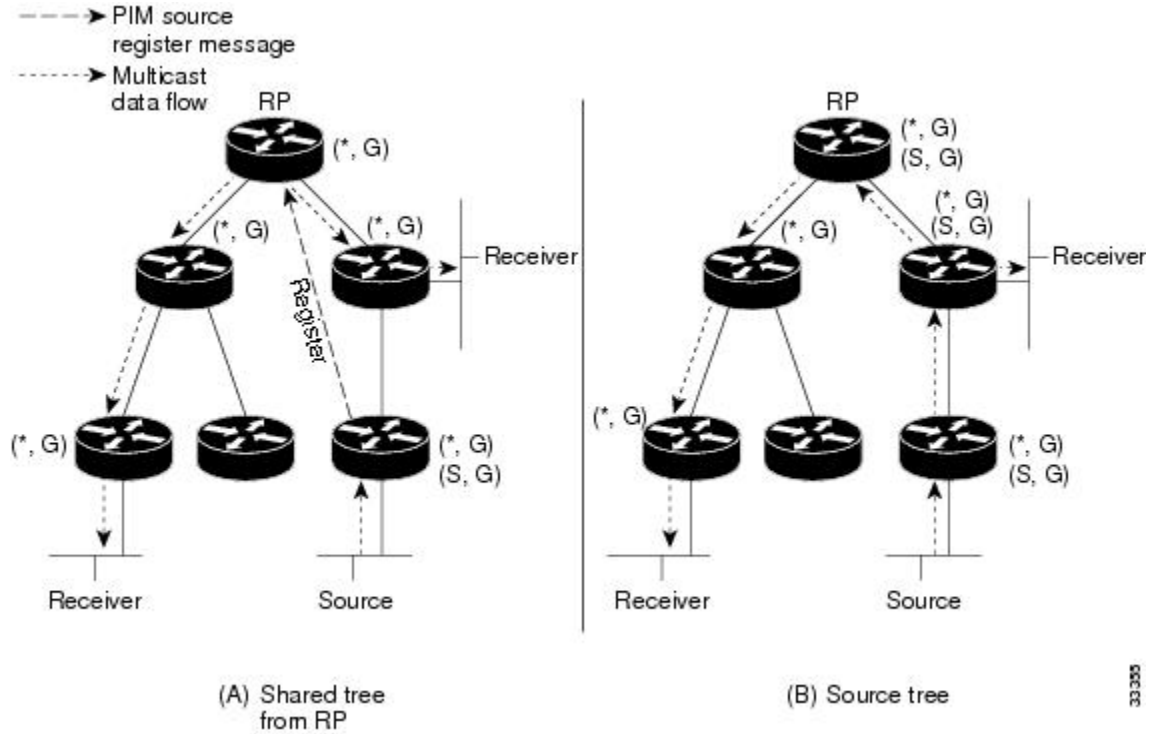 PIM source
register message
Multicast
data flow
RP
(*, G)
(*, G)
(*, G)
Receiver
Register
(*, G)
(*, G)
(S, G)
Receiver
Source
(A) Shared tree
from RP
RP
(*, G)
(S, G)
(*, G)
(S, G)
(*, G)
Receiver
(*, G)
(*, G)
(S, G)
Receiver
Source
(B) Source tree
33355